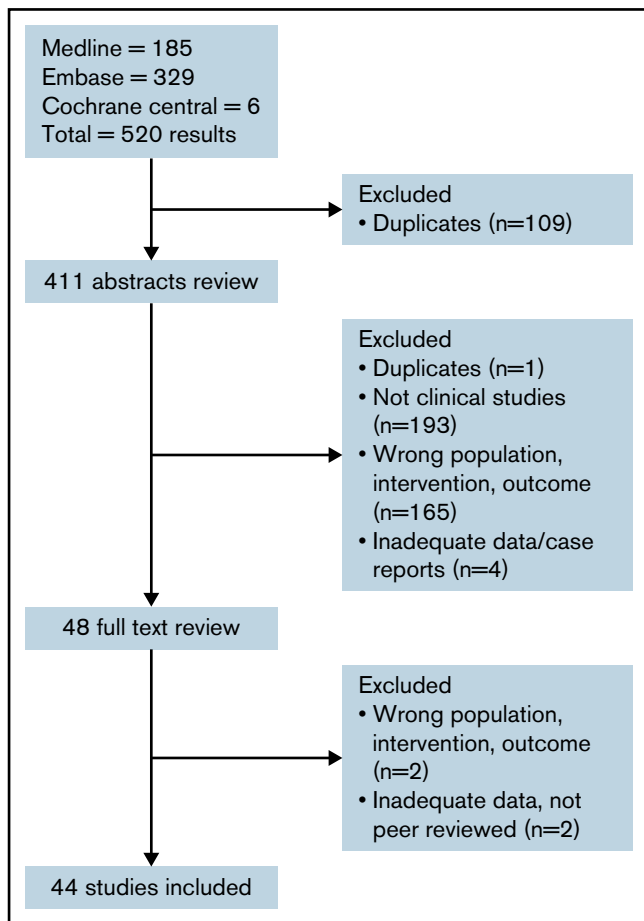 Medline = 185
Embase = 329
Cochrane central = 6
Total = 520 results
Excluded
• Duplicates (n=109)
411 abstracts review
Excluded
• Duplicates (n=1)
• Not clinical studies
(n=193)
• Wrong population,
intervention, outcome
(n=165)
• Inadequate data/case
reports (n=4)
48 full text review
Excluded
• Wrong population,
intervention, outcome
(n=2)
• Inadequate data, not
peer reviewed (n=2)
44 studies included